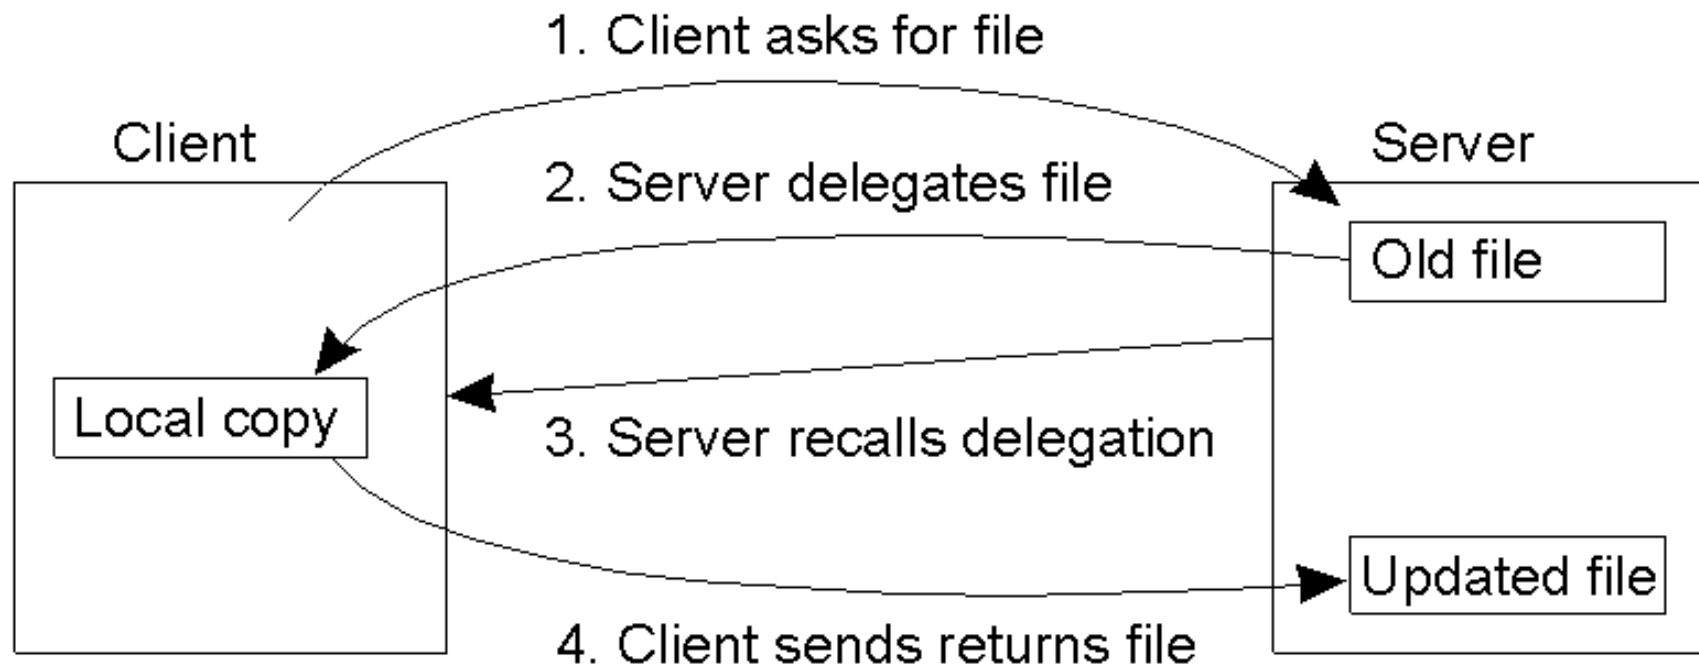 1. Client asks for file
Client
Server
2. Server delegates file
Old file
Local copy
3. Server recalls delegation
Updated file
4. Client sends returns file